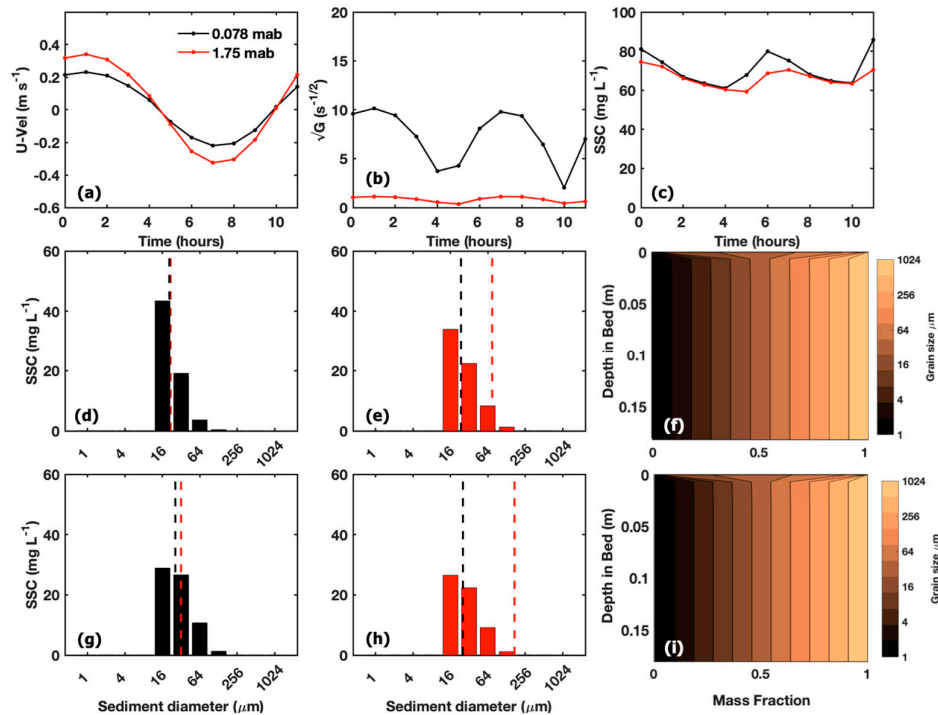 0.078 mab
1.75 mab
0.4
0.2
0
-0.2
-0.4
-0.6
U-Vel (m s⁻¹)
(a)
0 2 4 6 8 10
Time (hours)
20
15
10
5
0
√G (s⁻¹/²)
(b)
0 2 4 6 8 10
Time (hours)
100
80
60
40
20
0
SSC (mg L⁻¹)
(c)
0 2 4 6 8 10
Time (hours)
60
40
20
0
SSC (mg L⁻¹)
(d)
1 4 16 64 256 1024
60
40
20
0
(e)
1 4 16 64 256 1024
0
0.05
0.1
0.15
Depth in Bed (m)
(f)
0 0.5 1
1024
256
64
16
4
1
Grain size μm
60
40
20
0
SSC (mg L⁻¹)
(g)
1 4 16 64 256 1024
Sediment diameter (μm)
60
40
20
0
(h)
1 4 16 64 256 1024
Sediment diameter (μm)
0
0.05
0.1
0.15
Depth in Bed (m)
(i)
0 0.5 1
Mass Fraction
1024
256
64
16
4
1
Grain size μm